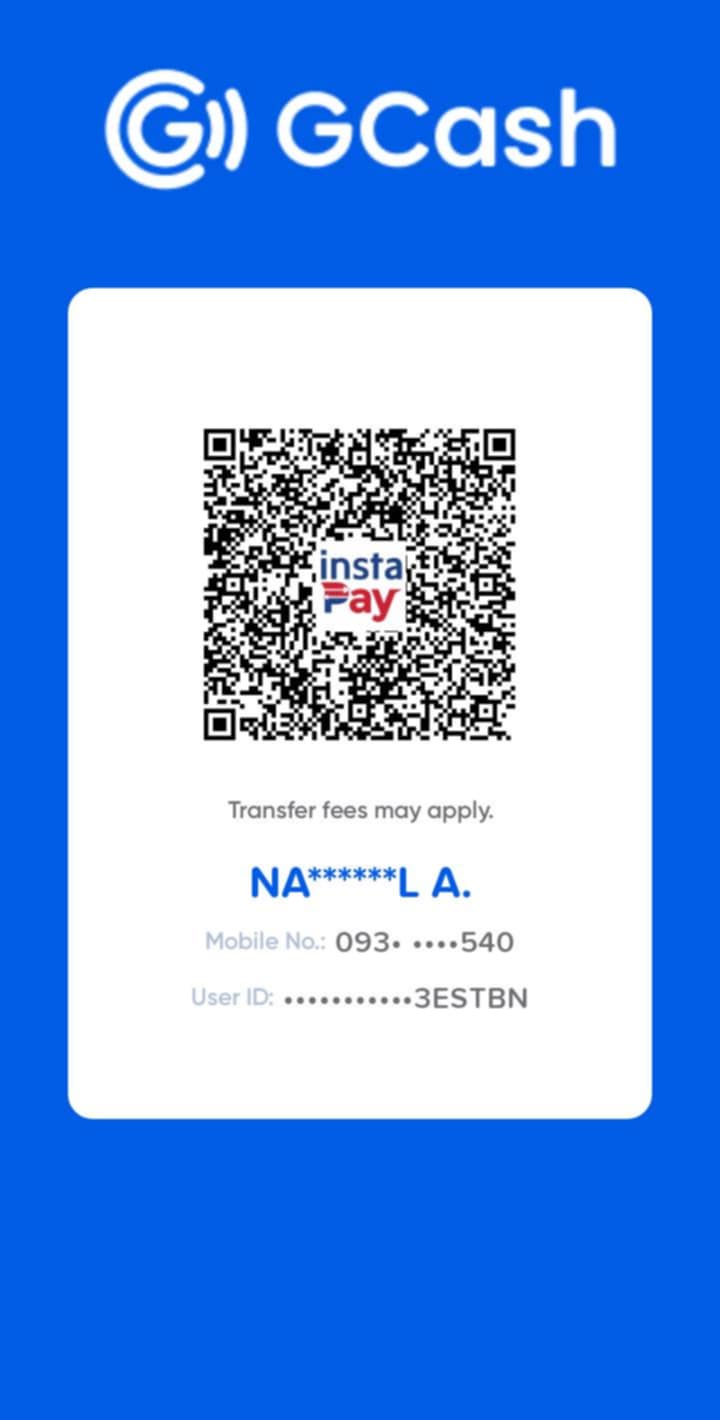 GCash
insta
Pay
Transfer fees may apply.
NA******L A.
Mobile No.: 093• ••••540
User ID: •••••••••••3ESTBN